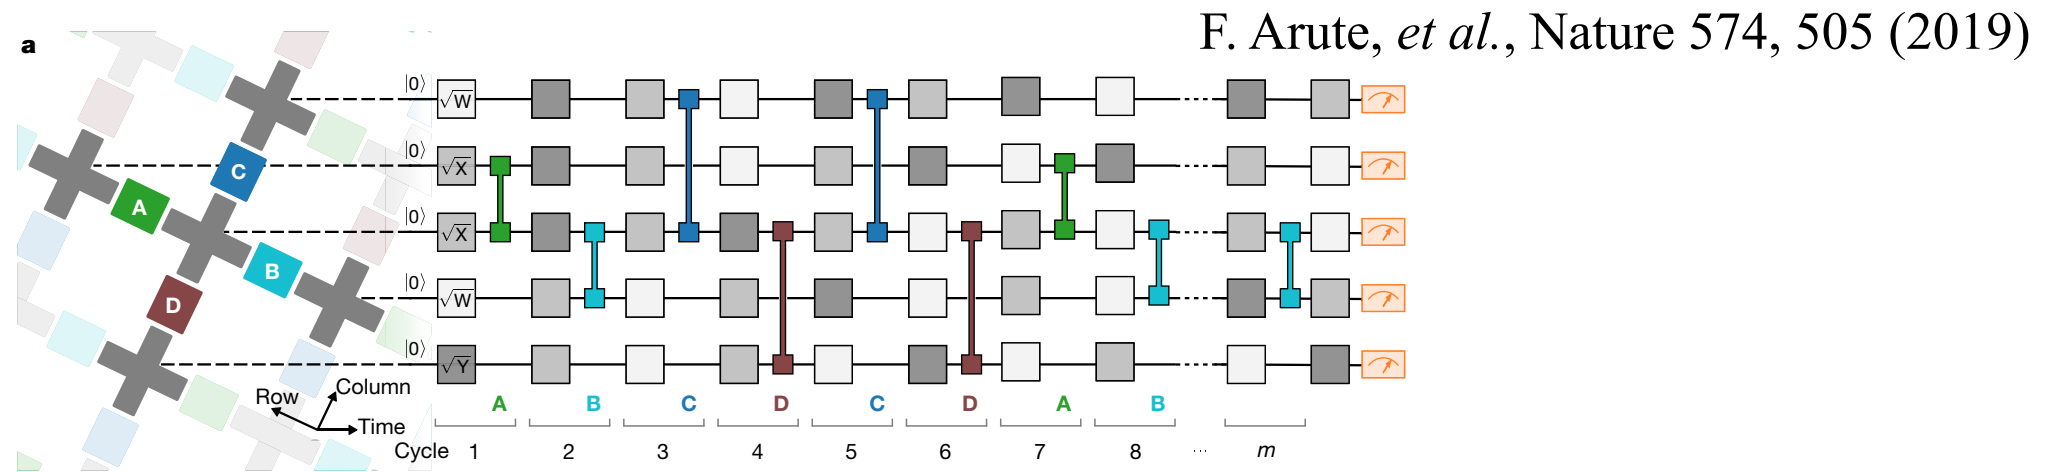 F. Arute, et al., Nature 574, 505 (2019)
a
|0⟩ √W
|0⟩ √X
C
A
|0⟩ √X
B
|0⟩ √W
D
|0⟩ √Y
Row
Column
Time
A B C D C D A B
Cycle 1 2 3 4 5 6 7 8 ... m